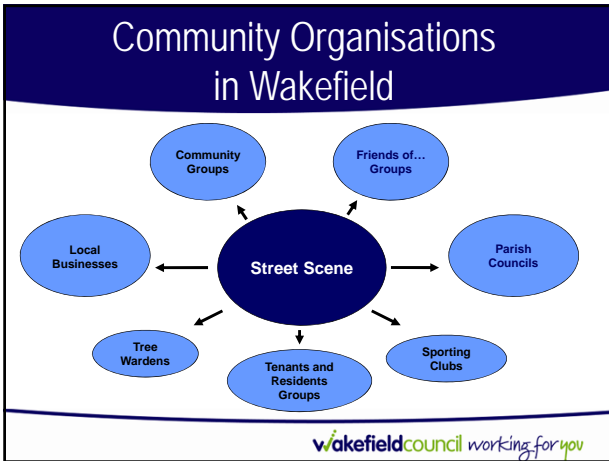 Community Organisations
in Wakefield
Community
Groups
Friends of…
Groups
Local
Businesses
Street Scene
Parish
Councils
Tree
Wardens
Tenants and
Residents
Groups
Sporting
Clubs
wakefieldcouncil working for you